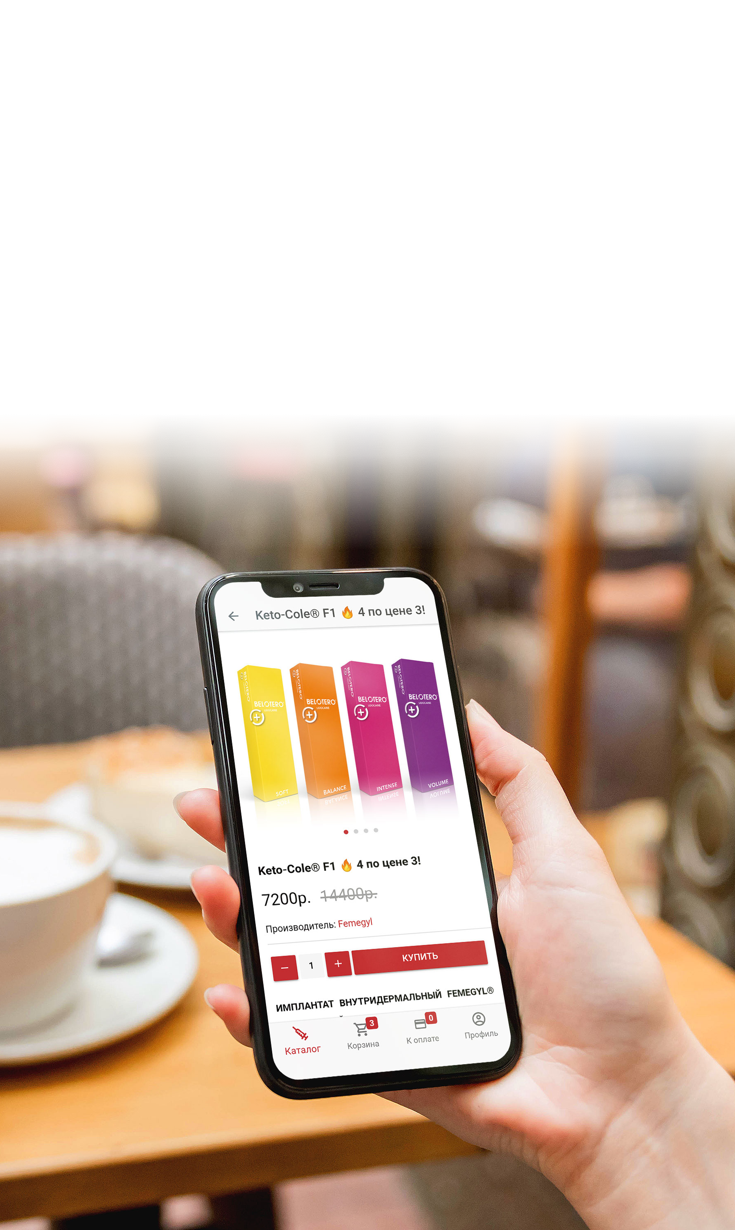 Keto-Cole® F1 🔥 4 по цене 3!
BELOTERO
BELOTERO
BELOTERO
BELOTERO
SOFT
BALANCE
INTENSE
VOLUME
Keto-Cole® F1 🔥 4 по цене 3!
7200р. 14400р.
Производитель: Femegyl
− 1 + КУПИТЬ
ИМПЛАНТАТ ВНУТРИДЕРМАЛЬНЫЙ FEMEGYL®
3 0
Каталог Корзина К оплате Профиль